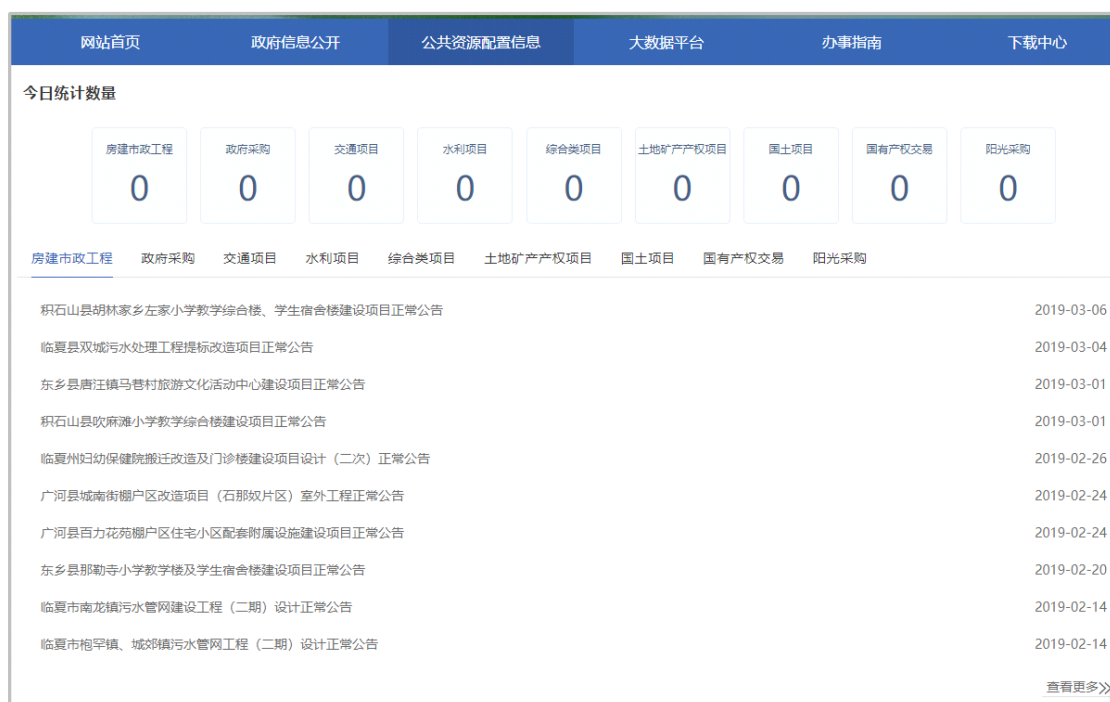 网站首页 政府信息公开 公共资源配置信息 大数据平台 办事指南 下载中心
今日统计数量
房建市政工程 政府采购 交通项目 水利项目 综合类项目 土地矿产产权项目 国土项目 国有产权交易 阳光采购
0 0 0 0 0 0 0 0 0
房建市政工程 政府采购 交通项目 水利项目 综合类项目 土地矿产产权项目 国土项目 国有产权交易 阳光采购
积石山县胡林家乡左家小学教学综合楼、学生宿舍楼建设项目正常公告 2019-03-06
临夏县双城污水处理工程提标改造项目正常公告 2019-03-04
东乡县唐汪镇马巷村旅游文化活动中心建设项目正常公告 2019-03-01
积石山县吹麻滩小学教学综合楼建设项目正常公告 2019-03-01
临夏州妇幼保健院搬迁改造及门诊楼建设项目设计（二次）正常公告 2019-02-26
广河县城南街棚户区改造项目（石那奴片区）室外工程正常公告 2019-02-24
广河县百力花苑棚户区住宅小区配套附属设施建设项目正常公告 2019-02-24
东乡县那勒寺小学教学楼及学生宿舍楼建设项目正常公告 2019-02-20
临夏市南龙镇污水管网建设工程（二期）设计正常公告 2019-02-14
临夏市枹罕镇、城郊镇污水管网工程（二期）设计正常公告 2019-02-14
查看更多